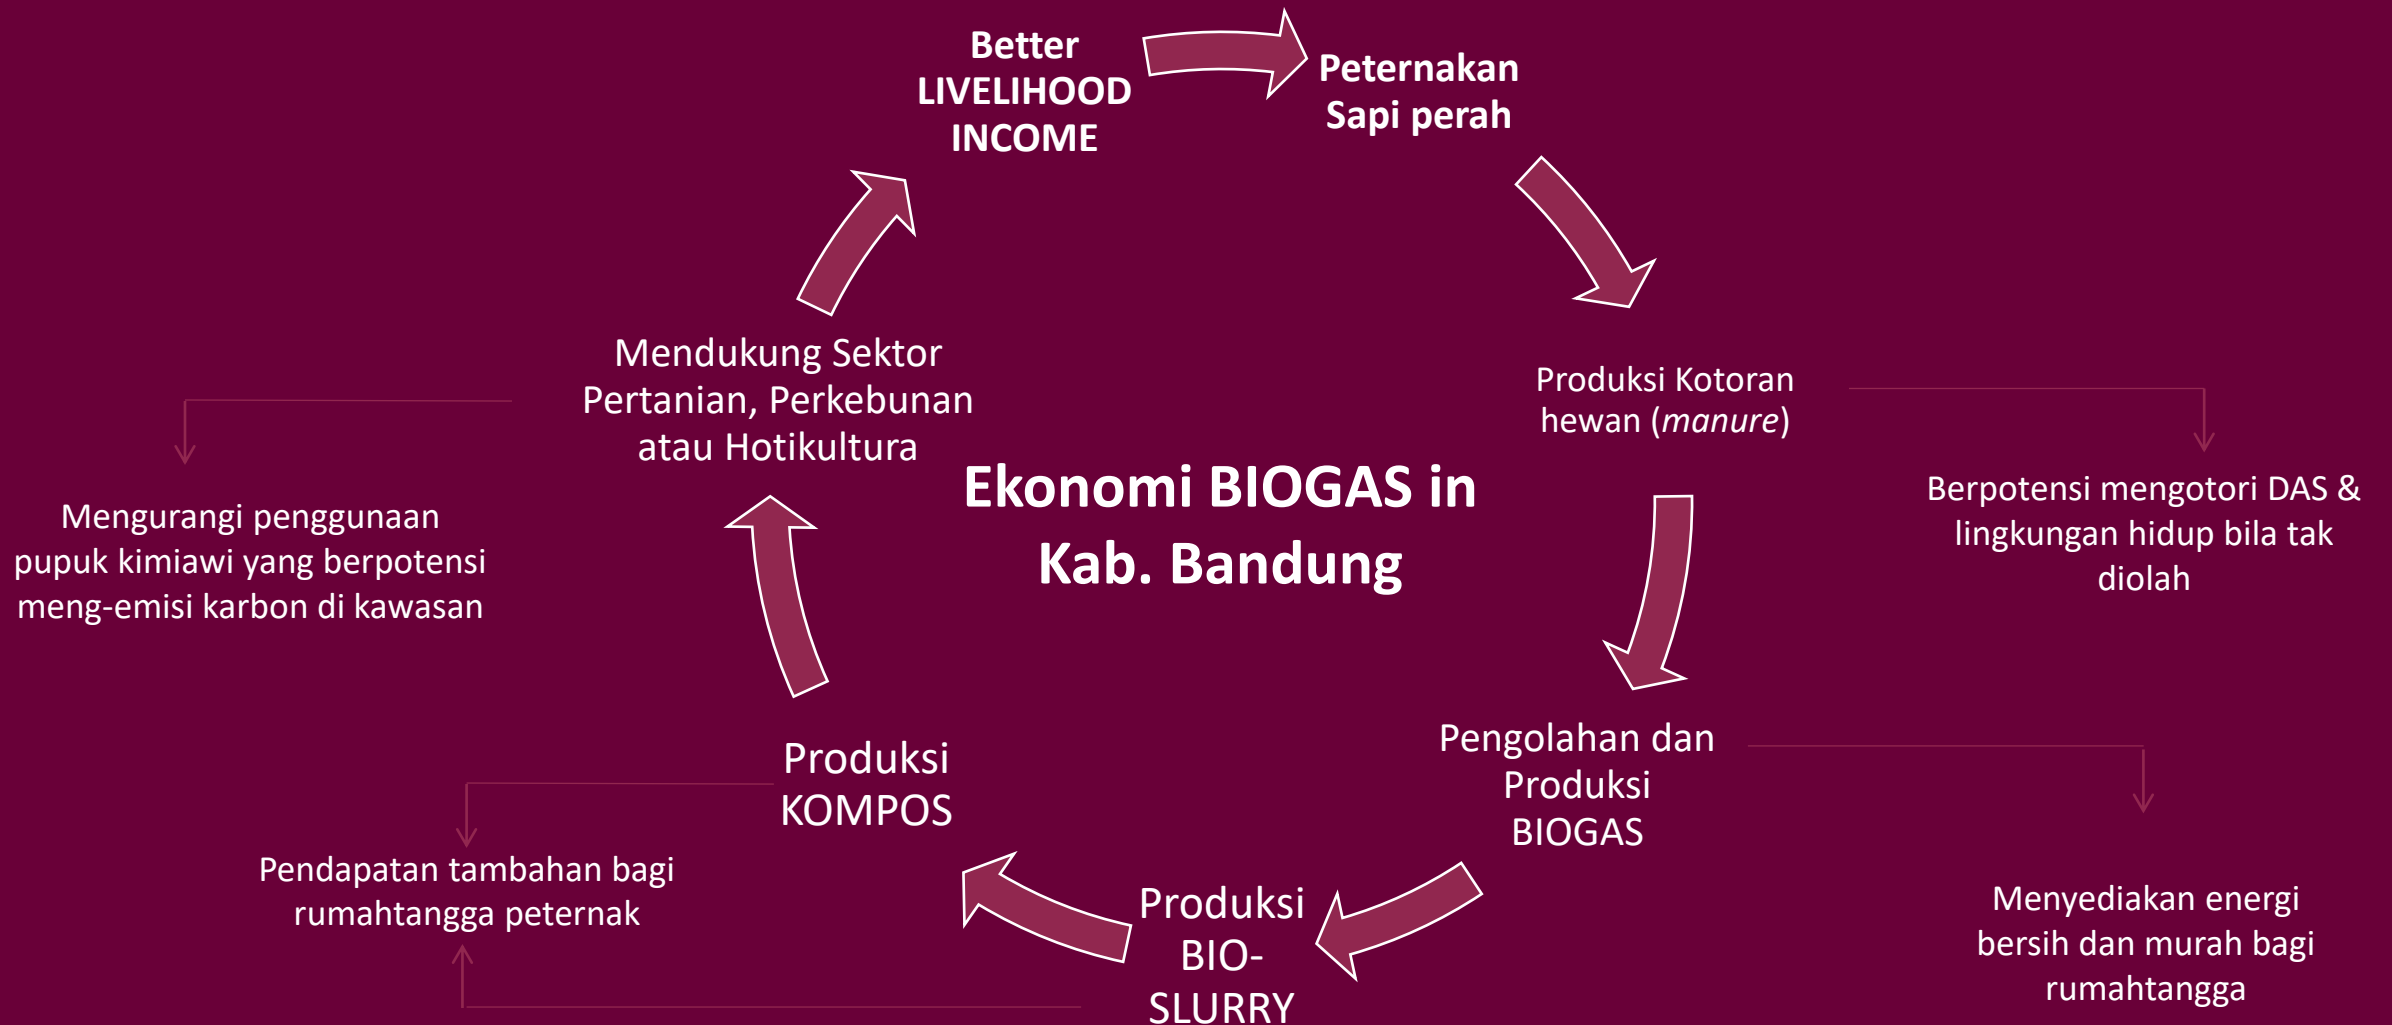 Better
LIVELIHOOD
INCOME
Peternakan
Sapi perah
Produksi Kotoran
hewan (manure)
Berpotensi mengotori DAS &
lingkungan hidup bila tak
diolah
Pengolahan dan
Produksi
BIOGAS
Menyediakan energi
bersih dan murah bagi
rumahtangga
Produksi
BIO-
SLURRY
Produksi
KOMPOS
Pendapatan tambahan bagi
rumahtangga peternak
Mendukung Sektor
Pertanian, Perkebunan
atau Hotikultura
Mengurangi penggunaan
pupuk kimiawi yang berpotensi
meng-emisi karbon di kawasan
Ekonomi BIOGAS in
Kab. Bandung